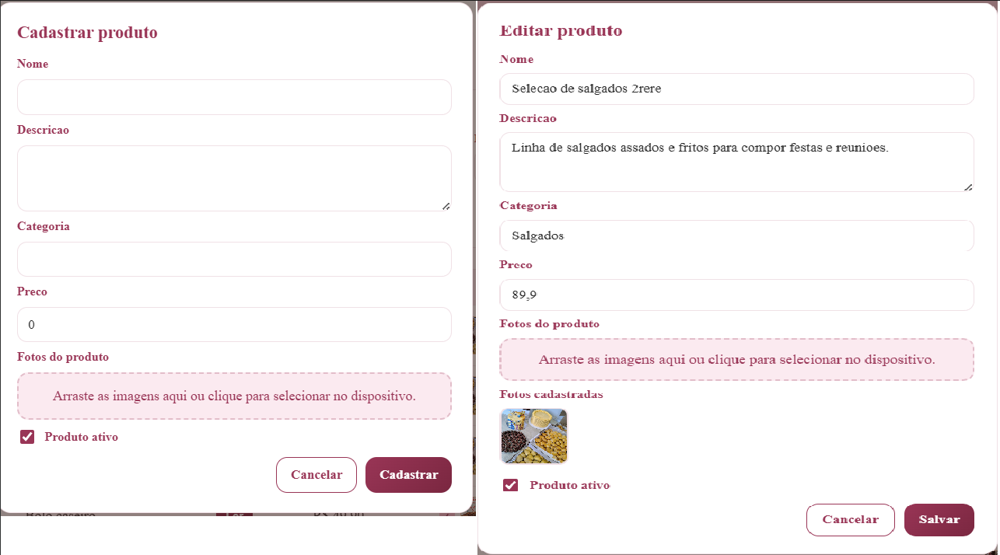 Cadastrar produto
Nome
Descricao
Categoria
Preco
0
Fotos do produto
Arraste as imagens aqui ou clique para selecionar no dispositivo.
Produto ativo
Cancelar
Cadastrar
Bolo caseiro
R$ 40,00
Editar produto
Nome
Selecao de salgados 2rere
Descricao
Linha de salgados assados e fritos para compor festas e reunioes.
Categoria
Salgados
Preco
89,9
Fotos do produto
Arraste as imagens aqui ou clique para selecionar no dispositivo.
Fotos cadastradas
Produto ativo
Cancelar
Salvar